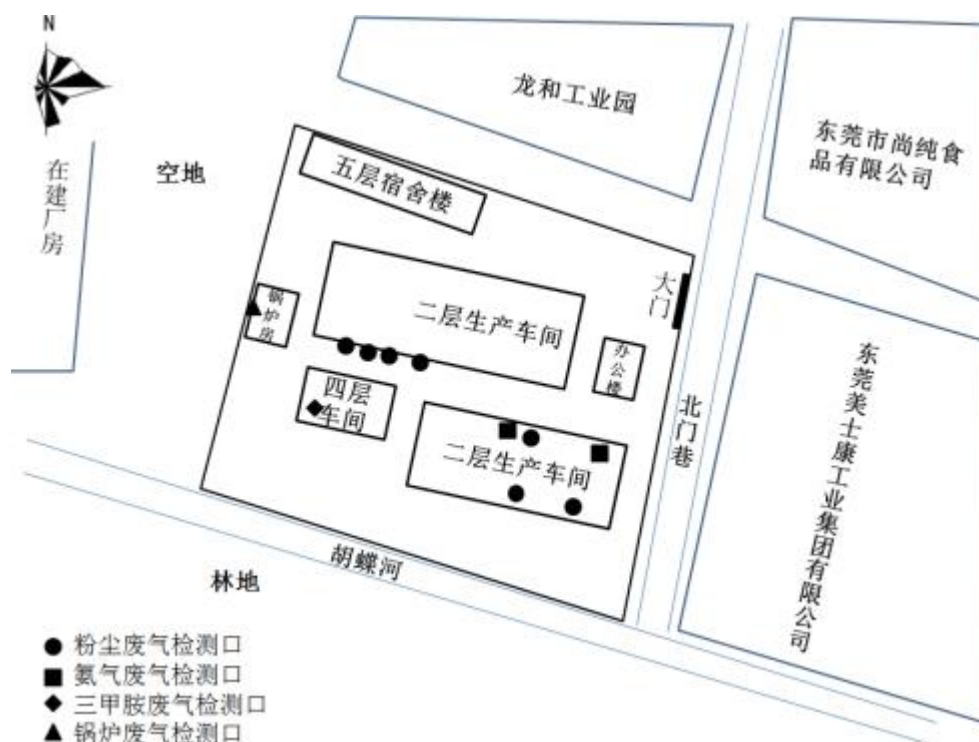 N
龙和工业园
东莞市尚纯食
品有限公司
在建厂房
空地
五层宿舍楼
大门
锅炉房
二层生产车间
办公楼
四层
车间
北门巷
东莞美士康工业集团有限公司
二层生产车间
胡蝶河
林地
粉尘废气检测口
氨气废气检测口
三甲胺废气检测口
锅炉废气检测口